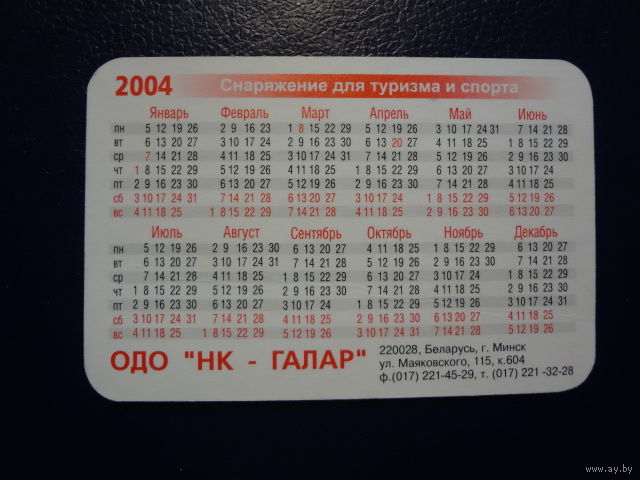 2004 Снаряжение для туризма и спорта
Январь Февраль Март Апрель Май Июнь
пн 5 12 19 26 2 9 16 23 1 8 15 22 29 5 12 19 26 3 10 17 24 31 7 14 21 28
вт 6 13 20 27 3 10 17 24 2 9 16 23 30 6 13 20 27 4 11 18 25 1 8 15 22 29
ср 7 14 21 28 4 11 18 25 3 10 17 24 31 7 14 21 28 5 12 19 26 2 9 16 23 30
чт 1 8 15 22 29 5 12 19 26 4 11 18 25 1 8 15 22 29 6 13 20 27 3 10 17 24
пт 2 9 16 23 30 6 13 20 27 5 12 19 26 2 9 16 23 30 7 14 21 28 4 11 18 25
сб 3 10 17 24 31 7 14 21 28 6 13 20 27 3 10 17 24 1 8 15 22 29 5 12 19 26
вс 4 11 18 25 1 8 15 22 29 7 14 21 28 4 11 18 25 2 9 16 23 30 6 13 20 27
Июль Август Сентябрь Октябрь Ноябрь Декабрь
пн 5 12 19 26 2 9 16 23 30 6 13 20 27 4 11 18 25 1 8 15 22 29 6 13 20 27
вт 6 13 20 27 3 10 17 24 31 7 14 21 28 5 12 19 26 2 9 16 23 30 7 14 21 28
ср 7 14 21 28 4 11 18 25 1 8 15 22 29 6 13 20 27 3 10 17 24 1 8 15 22 29
чт 1 8 15 22 29 5 12 19 26 2 9 16 23 30 7 14 21 28 4 11 18 25 2 9 16 23 30
пт 2 9 16 23 30 6 13 20 27 3 10 17 24 1 8 15 22 29 5 12 19 26 3 10 17 24 31
сб 3 10 17 24 31 7 14 21 28 4 11 18 25 2 9 16 23 30 6 13 20 27 4 11 18 25
вс 4 11 18 25 1 8 15 22 29 5 12 19 26 3 10 17 24 31 7 14 21 28 5 12 19 26
ОДО "НК - ГАЛАР"
220028, Беларусь, г. Минск
ул. Маяковского, 115, к.604
ф.(017) 221-45-29, т. (017) 221 -32-28
www.ay.by